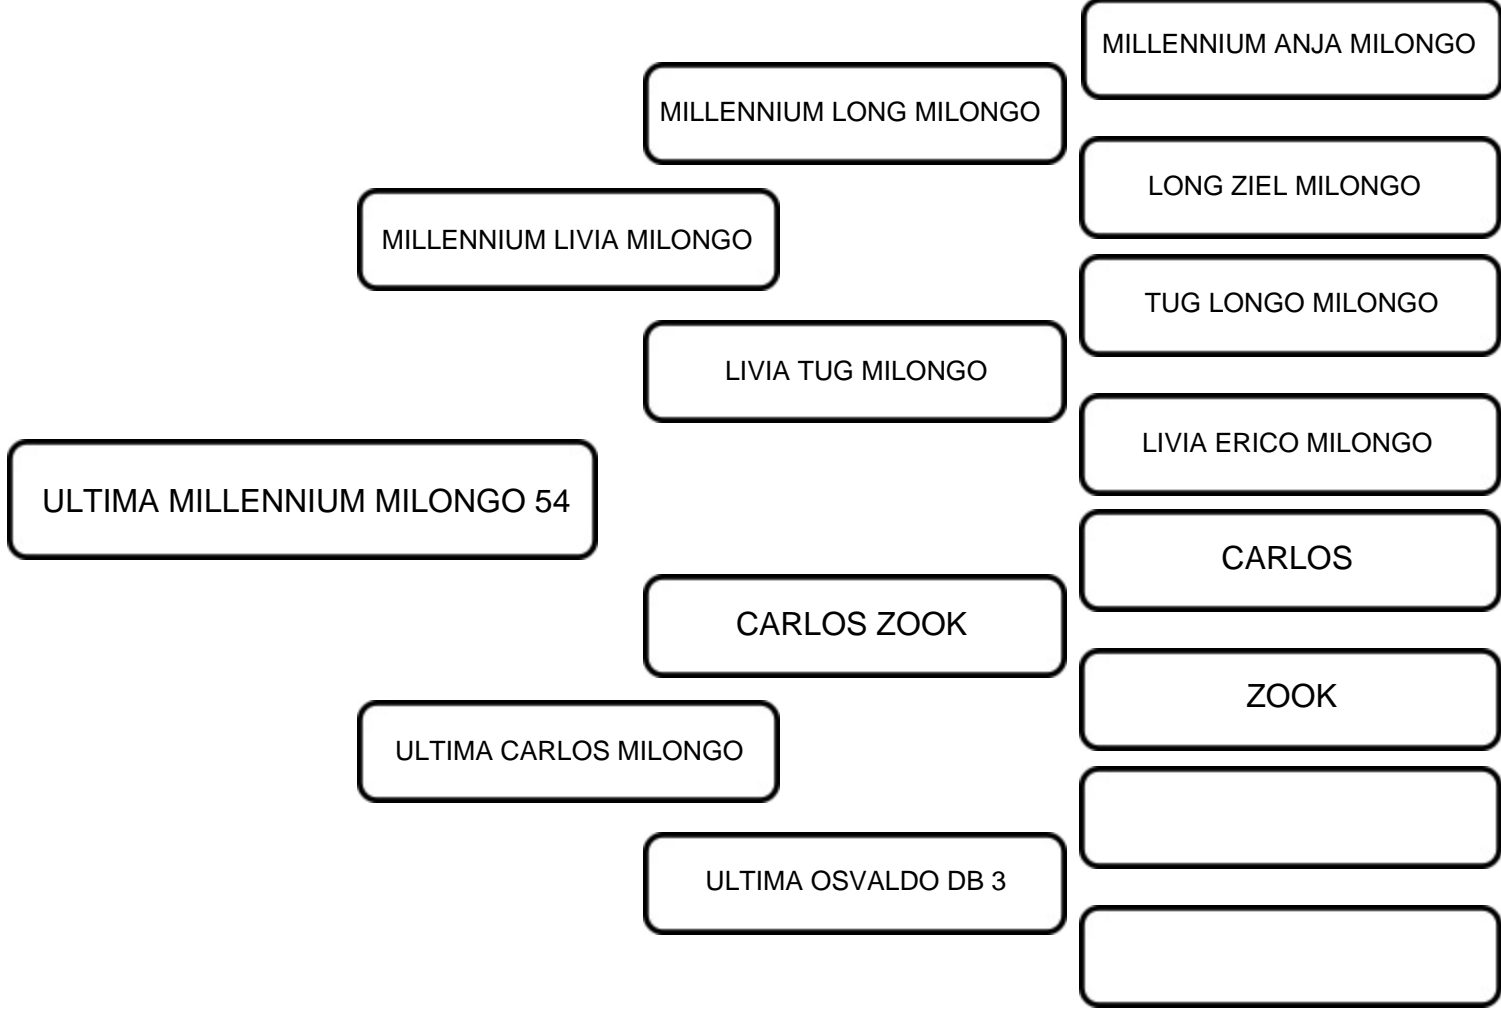 MILLENNIUM ANJA MILONGO
MILLENNIUM LONG MILONGO
LONG ZIEL MILONGO
MILLENNIUM LIVIA MILONGO
TUG LONGO MILONGO
LIVIA TUG MILONGO
LIVIA ERICO MILONGO
ULTIMA MILLENNIUM MILONGO 54
CARLOS
CARLOS ZOOK
ZOOK
ULTIMA CARLOS MILONGO
ULTIMA OSVALDO DB 3